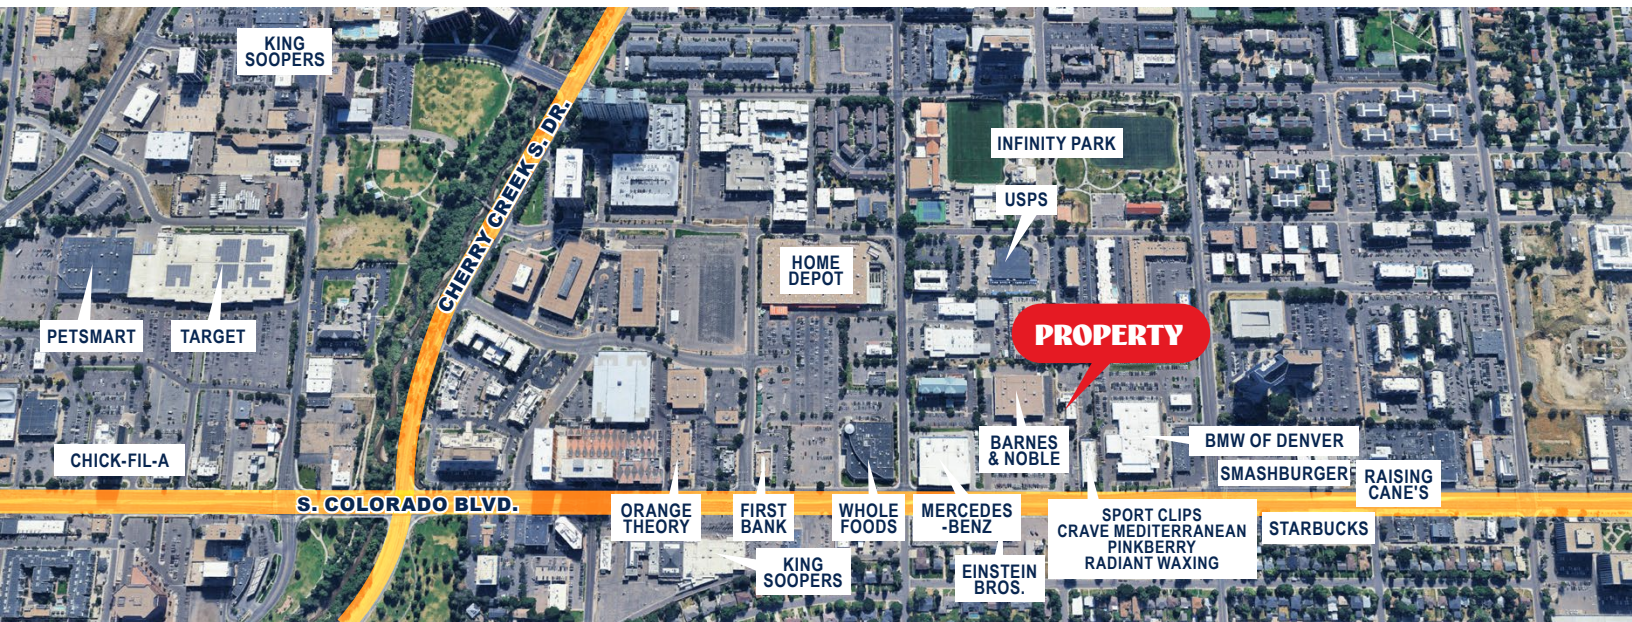 KING
SOOPERS
CHERRY CREEK S. DR.
INFINITY PARK
USPS
HOME
DEPOT
PETSMART
TARGET
PROPERTY
CHICK-FIL-A
BARNES
& NOBLE
BMW OF DENVER
SMASHBURGER
RAISING
CANE'S
S. COLORADO BLVD.
ORANGE
THEORY
FIRST
BANK
WHOLE
FOODS
MERCEDES
-BENZ
SPORT CLIPS
CRAVE MEDITERRANEAN
PINKBERRY
RADIANT WAXING
STARBUCKS
KING
SOOPERS
EINSTEIN
BROS.